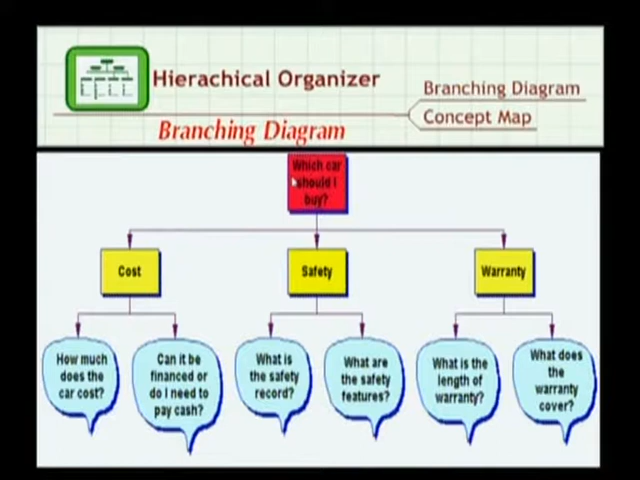 Hierachical Organizer
Branching Diagram
Concept Map
Branching Diagram
Which car
should I
buy?
Cost
Safety
Warranty
How much
does the
car cost?
Can it be
financed or
do I need to
pay cash?
What is
the safety
record?
What are
the safety
features?
What is the
length of
warranty?
What does
the
warranty
cover?